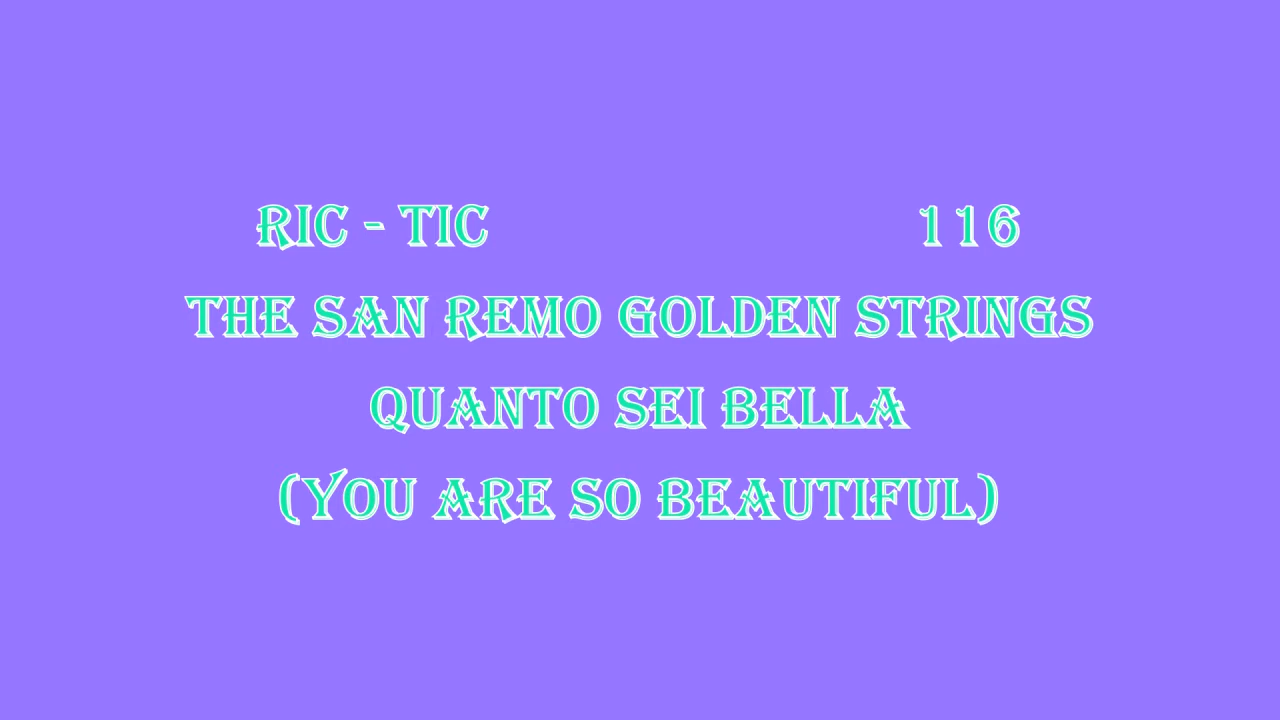 RIC - TIC 116
THE SAN REMO GOLDEN STRINGS
QUANTO SEI BELLA
(YOU ARE SO BEAUTIFUL)